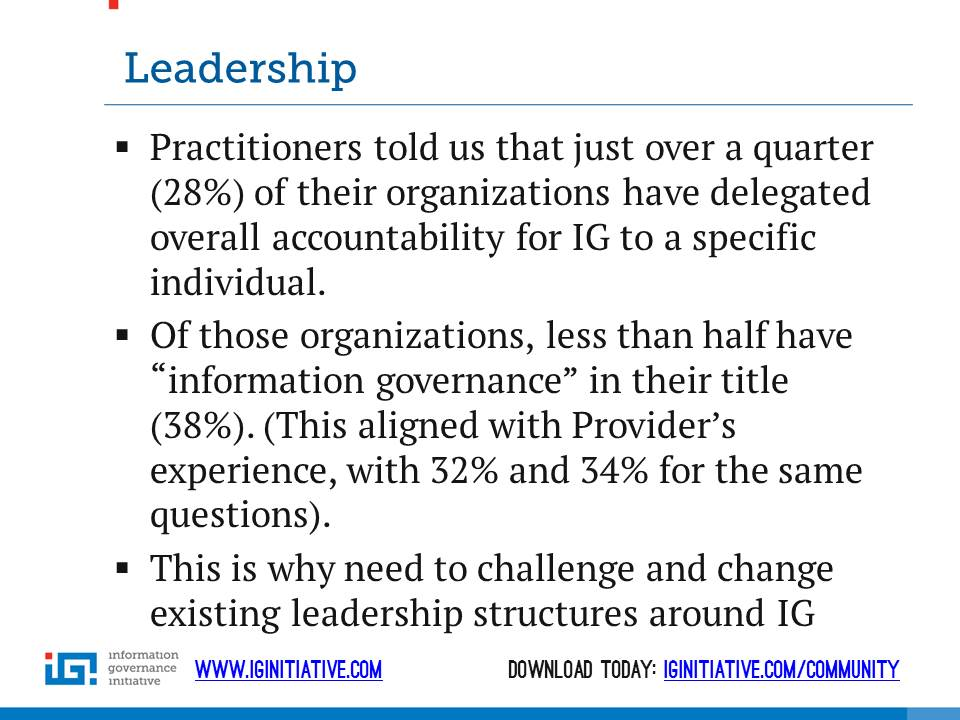 Leadership
▪ Practitioners told us that just over a quarter
(28%) of their organizations have delegated
overall accountability for IG to a specific
individual.
▪ Of those organizations, less than half have
“information governance” in their title
(38%). (This aligned with Provider’s
experience, with 32% and 34% for the same
questions).
▪ This is why need to challenge and change
existing leadership structures around IG
iG!
information
governance
initiative
WWW.IGINITIATIVE.COM
DOWNLOAD TODAY: IGINITIATIVE.COM/COMMUNITY